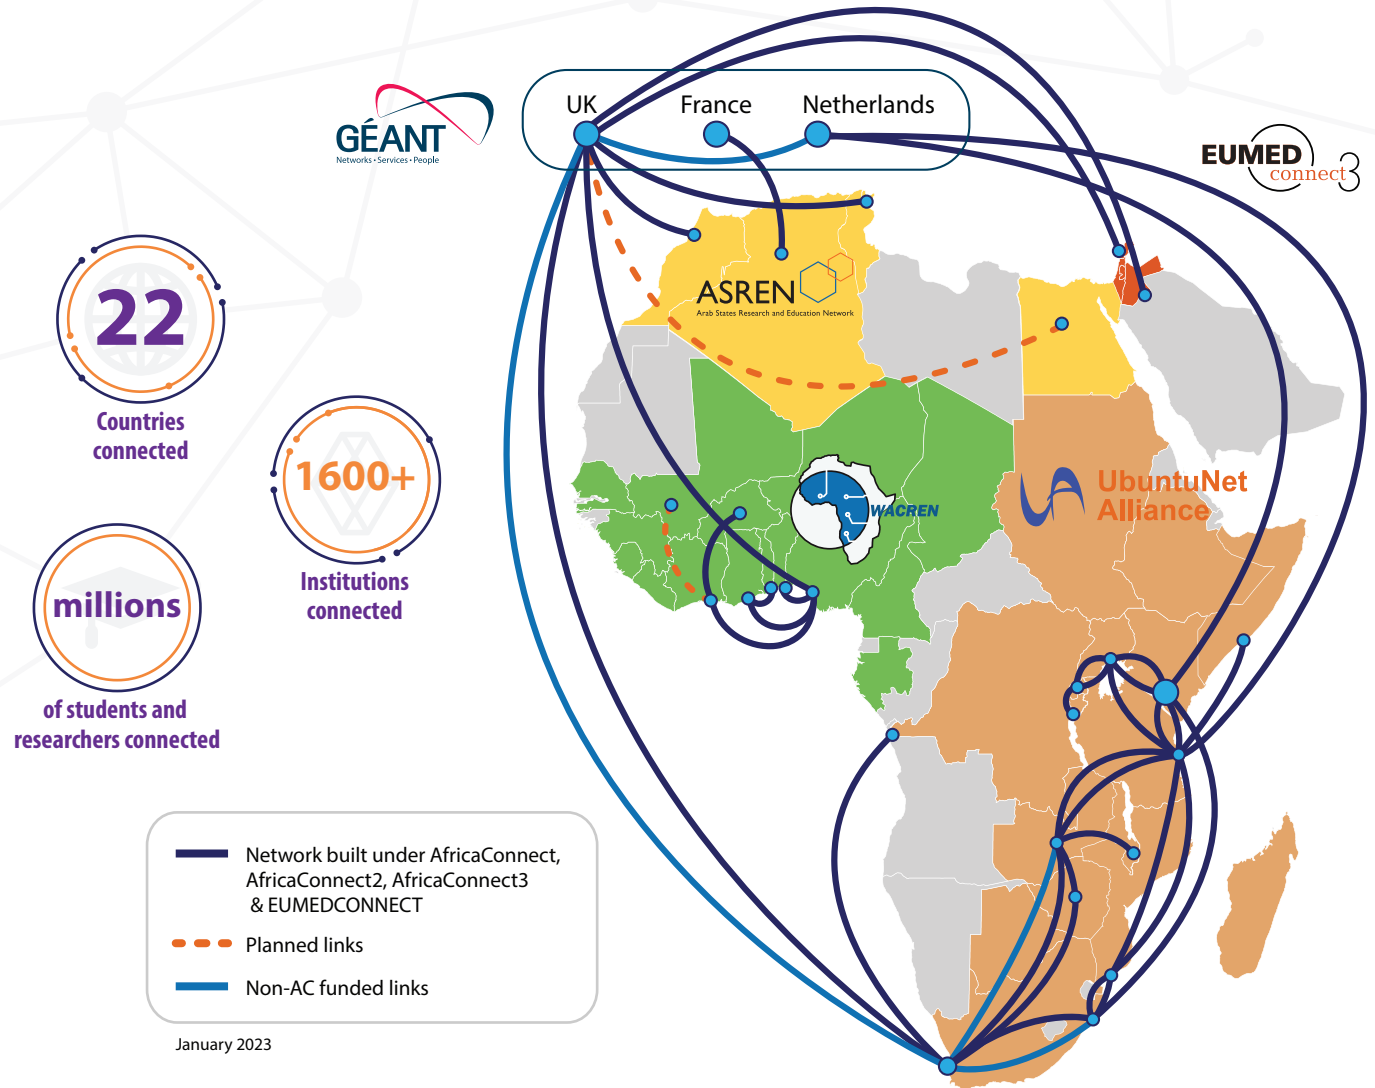 UK
France
Netherlands
GÉANT
Networks • Services • People
EUMED
connect3
ASREN
Arab States Research and Education Network
22
Countries
connected
1600+
Institutions
connected
millions
of students and
researchers connected
WACREN
UbuntuNet
Alliance
Network built under AfricaConnect,
AfricaConnect2, AfricaConnect3
& EUMEDCONNECT
Planned links
Non-AC funded links
January 2023